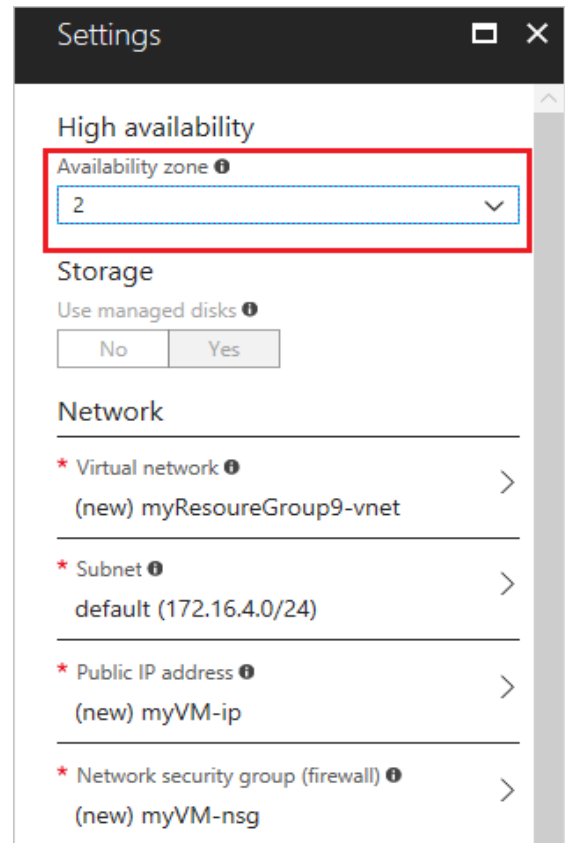 Settings
High availability
Availability zone
2
Storage
Use managed disks
No Yes
Network
* Virtual network
(new) myResoureGroup9-vnet
* Subnet
default (172.16.4.0/24)
* Public IP address
(new) myVM-ip
* Network security group (firewall)
(new) myVM-nsg